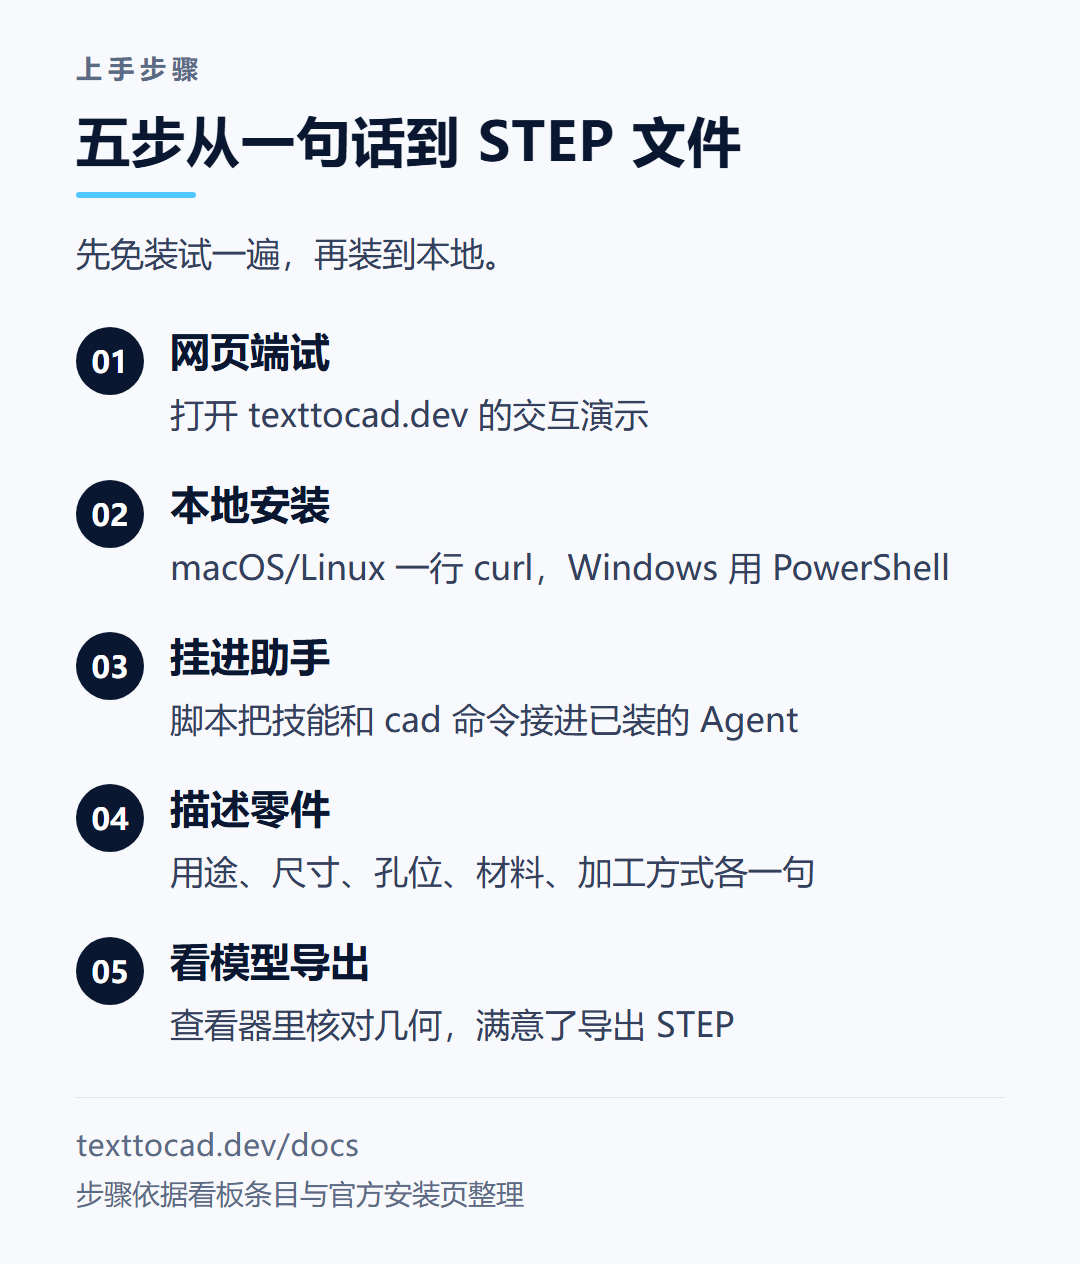 上手步骤
五步从一句话到 STEP 文件
先免装试一遍，再装到本地。
01
网页端试
打开 texttocad.dev 的交互演示
02
本地安装
macOS/Linux 一行 curl，Windows 用 PowerShell
03
挂进助手
脚本把技能和 cad 命令接进已装的 Agent
04
描述零件
用途、尺寸、孔位、材料、加工方式各一句
05
看模型导出
查看器里核对几何，满意了导出 STEP
texttocad.dev/docs
步骤依据看板条目与官方安装页整理